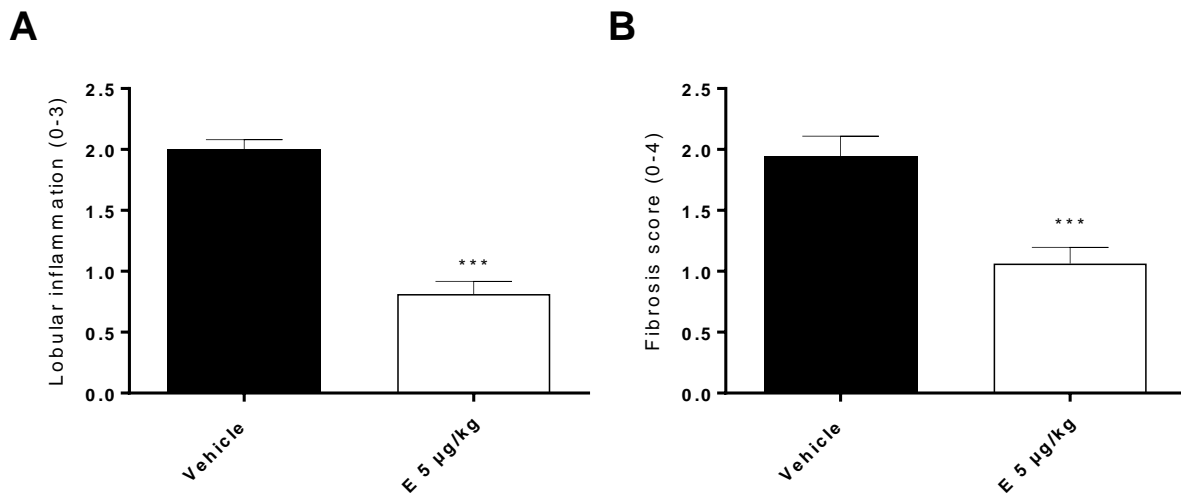 A
Lobular inflammation (0-3)
2.5
2.0
1.5
1.0
0.5
0.0
***
Vehicle
E 5 µg/kg
B
Fibrosis score (0-4)
2.5
2.0
1.5
1.0
0.5
0.0
***
Vehicle
E 5 µg/kg